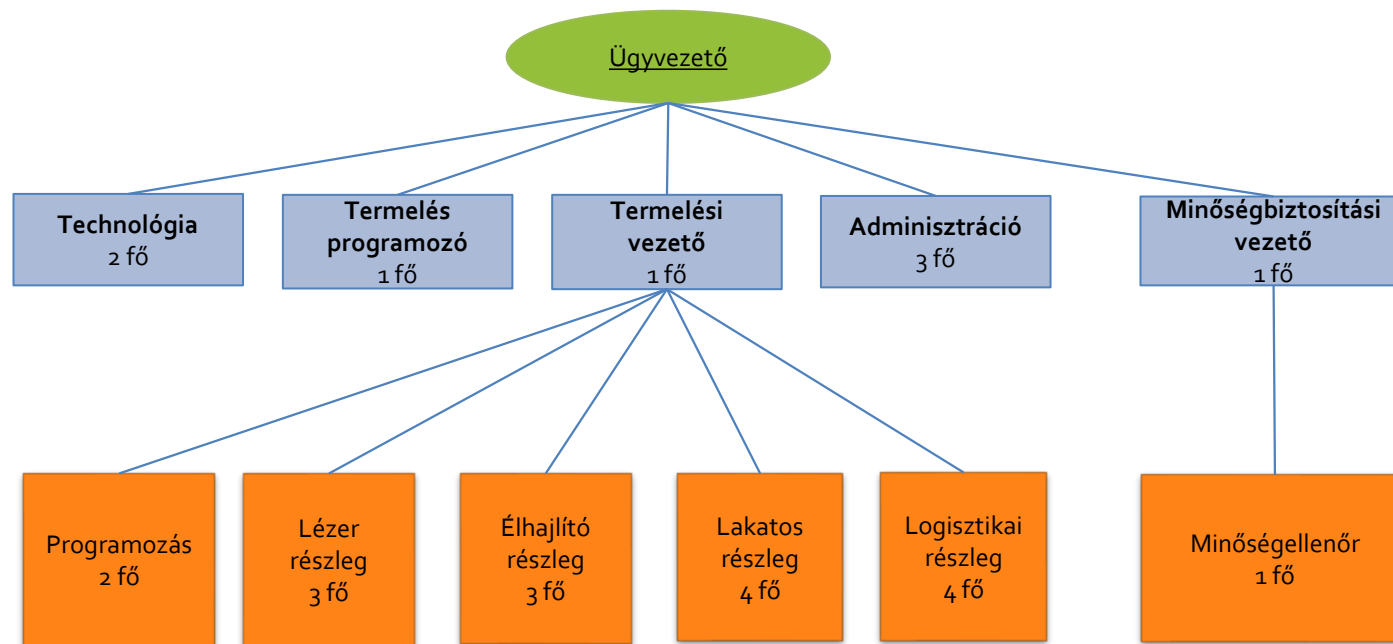 Ügyvezető
Technológia
2 fő
Termelés
programozó
1 fő
Termelési
vezető
1 fő
Adminisztráció
3 fő
Minőségbiztosítási
vezető
1 fő
Programozás
2 fő
Lézer
részleg
3 fő
Élhajlító
részleg
3 fő
Lakatos
részleg
4 fő
Logisztikai
részleg
4 fő
Minőségellenőr
1 fő